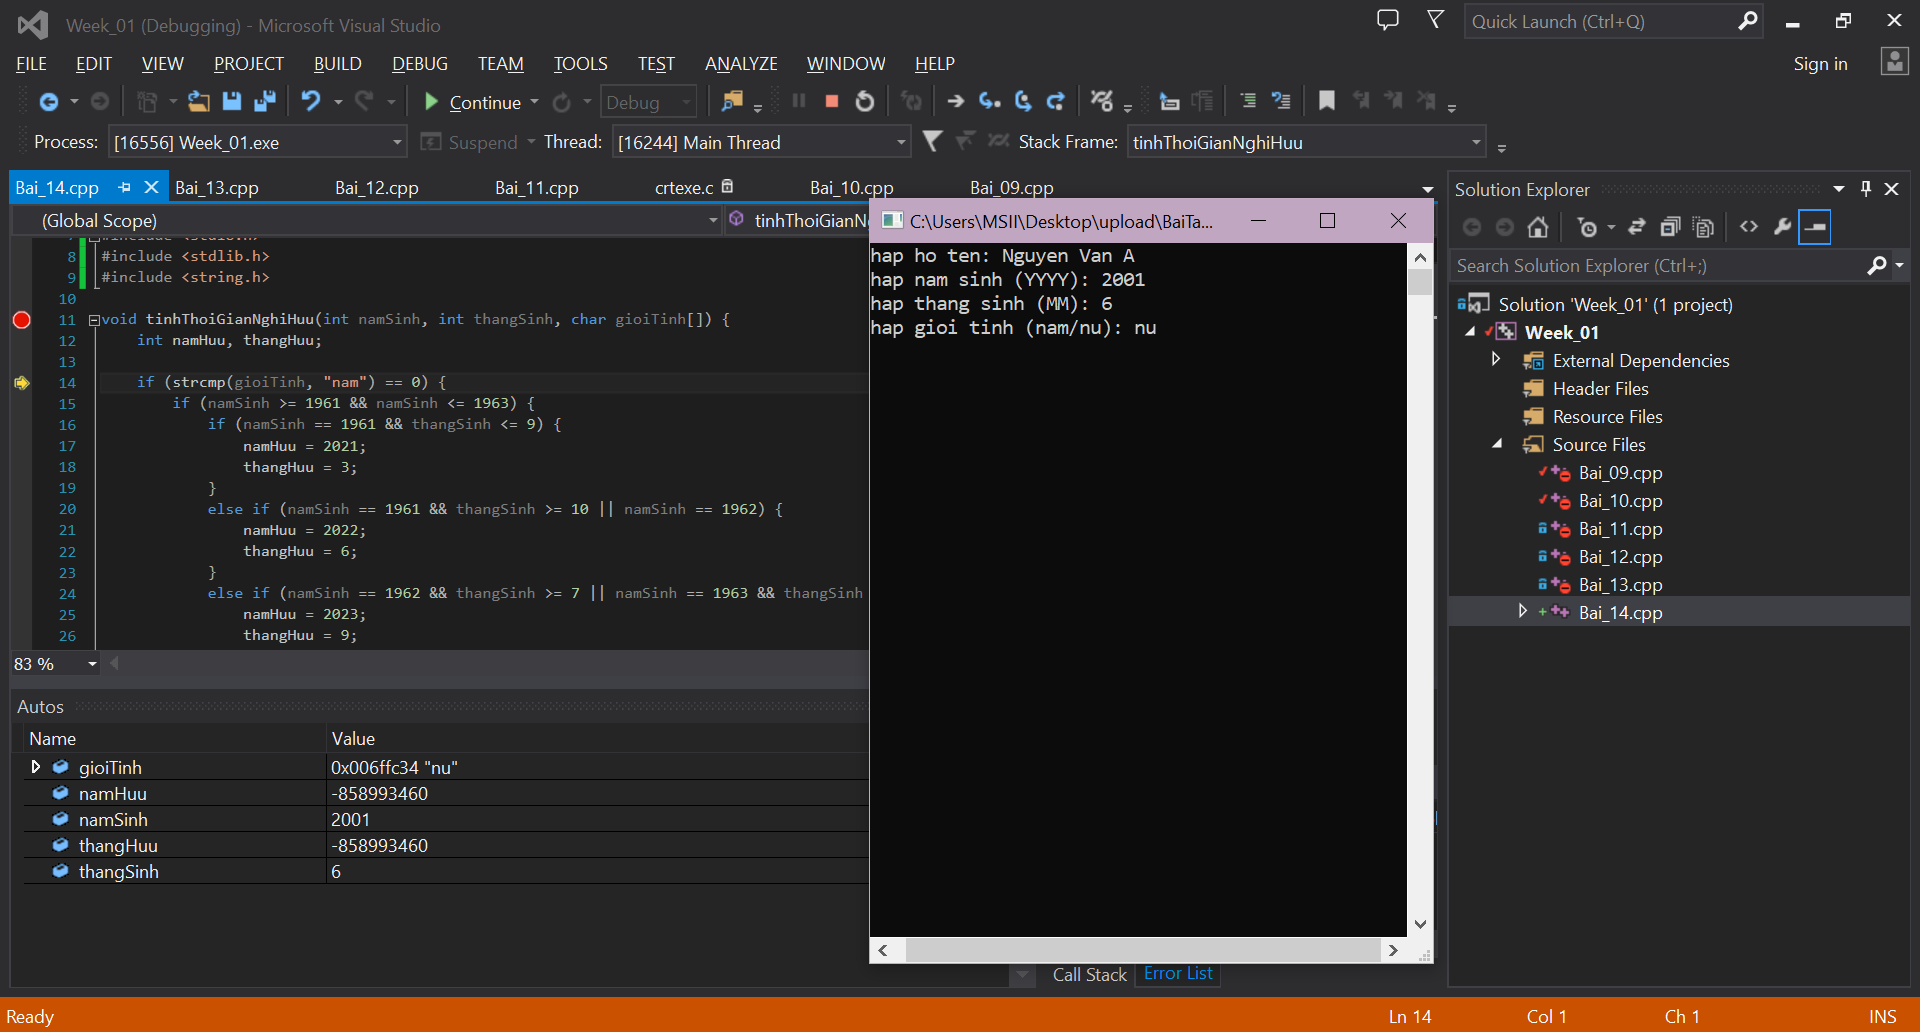 Week_01 (Debugging) - Microsoft Visual Studio
Quick Launch (Ctrl+Q)
FILE EDIT VIEW PROJECT BUILD DEBUG TEAM TOOLS TEST ANALYZE WINDOW HELP
Sign in
Continue Debug
Process: [16556] Week_01.exe Suspend Thread: [16244] Main Thread Stack Frame: tinhThoiGianNghiHuu
Bai_14.cpp Bai_13.cpp Bai_12.cpp Bai_11.cpp crtexe.c Bai_10.cpp Bai_09.cpp
(Global Scope)
#include <stdio.h>
8 #include <stdlib.h>
9 #include <string.h>
10
11 void tinhThoiGianNghiHuu(int namSinh, int thangSinh, char gioiTinh[]) {
12 int namHuu, thangHuu;
13
14 if (strcmp(gioiTinh, "nam") == 0) {
15 if (namSinh >= 1961 && namSinh <= 1963) {
16 if (namSinh == 1961 && thangSinh <= 9) {
17 namHuu = 2021;
18 thangHuu = 3;
19 }
20 else if (namSinh == 1961 && thangSinh >= 10 || namSinh == 1962) {
21 namHuu = 2022;
22 thangHuu = 6;
23 }
24 else if (namSinh == 1962 && thangSinh >= 7 || namSinh == 1963 && thangSinh
25 namHuu = 2023;
26 thangHuu = 9;
83 %
C:\Users\MSII\Desktop\upload\BaiTa...
hap ho ten: Nguyen Van A
hap nam sinh (YYYY): 2001
hap thang sinh (MM): 6
hap gioi tinh (nam/nu): nu
Autos
Name Value
gioiTinh 0x006ffc34 "nu"
namHuu -858993460
namSinh 2001
thangHuu -858993460
thangSinh 6
Call Stack Error List
Solution Explorer
Search Solution Explorer (Ctrl+;)
Solution 'Week_01' (1 project)
Week_01
External Dependencies
Header Files
Resource Files
Source Files
Bai_09.cpp
Bai_10.cpp
Bai_11.cpp
Bai_12.cpp
Bai_13.cpp
Bai_14.cpp
Ready Ln 14 Col 1 Ch 1 INS